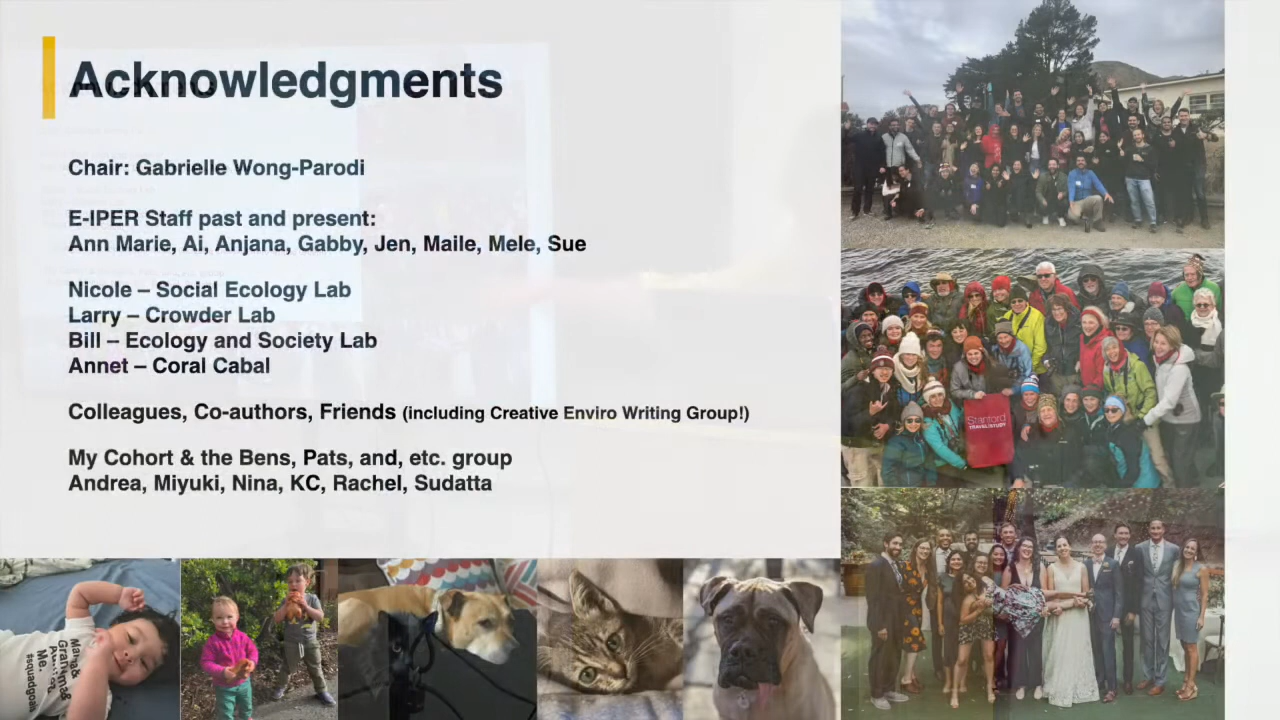 Acknowledgments
Chair: Gabrielle Wong-Parodi
E-IPER Staff past and present:
Ann Marie, Ai, Anjana, Gabby, Jen, Maile, Mele, Sue
Nicole – Social Ecology Lab
Larry – Crowder Lab
Bill – Ecology and Society Lab
Annet – Coral Cabal
Colleagues, Co-authors, Friends (including Creative Enviro Writing Group!)
My Cohort & the Bens, Pats, and, etc. group
Andrea, Miyuki, Nina, KC, Rachel, Sudatta
Stanford
TRAVEL/STUDY
Mama &
Grandma &
Me...
#squadgoals